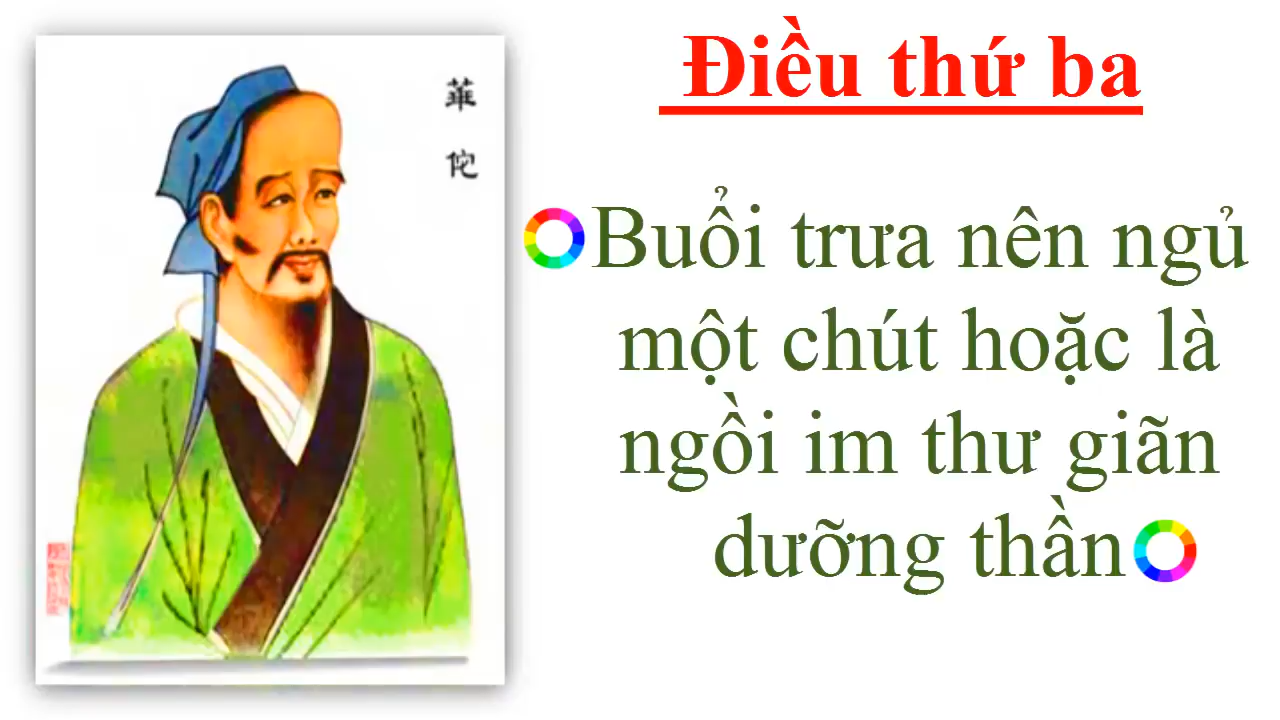 華佗
Điều thứ ba
Buổi trưa nên ngủ
một chút hoặc là
ngồi im thư giãn
dưỡng thần